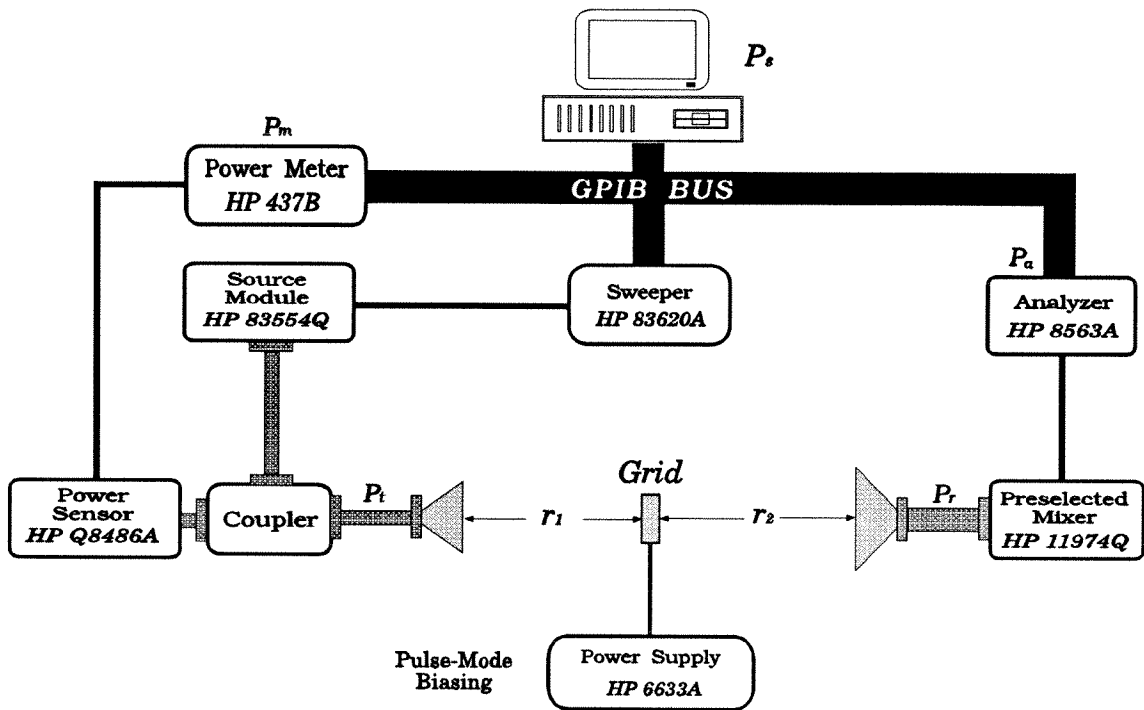 Ps
Pm
Power Meter
HP 437B
GPIB BUS
Source
Module
HP 83554Q
Sweeper
HP 83620A
Pa
Analyzer
HP 8563A
Power
Sensor
HP Q8486A
Coupler
Pt
r1
Grid
r2
Pr
Preselected
Mixer
HP 11974Q
Pulse-Mode
Biasing
Power Supply
HP 6633A